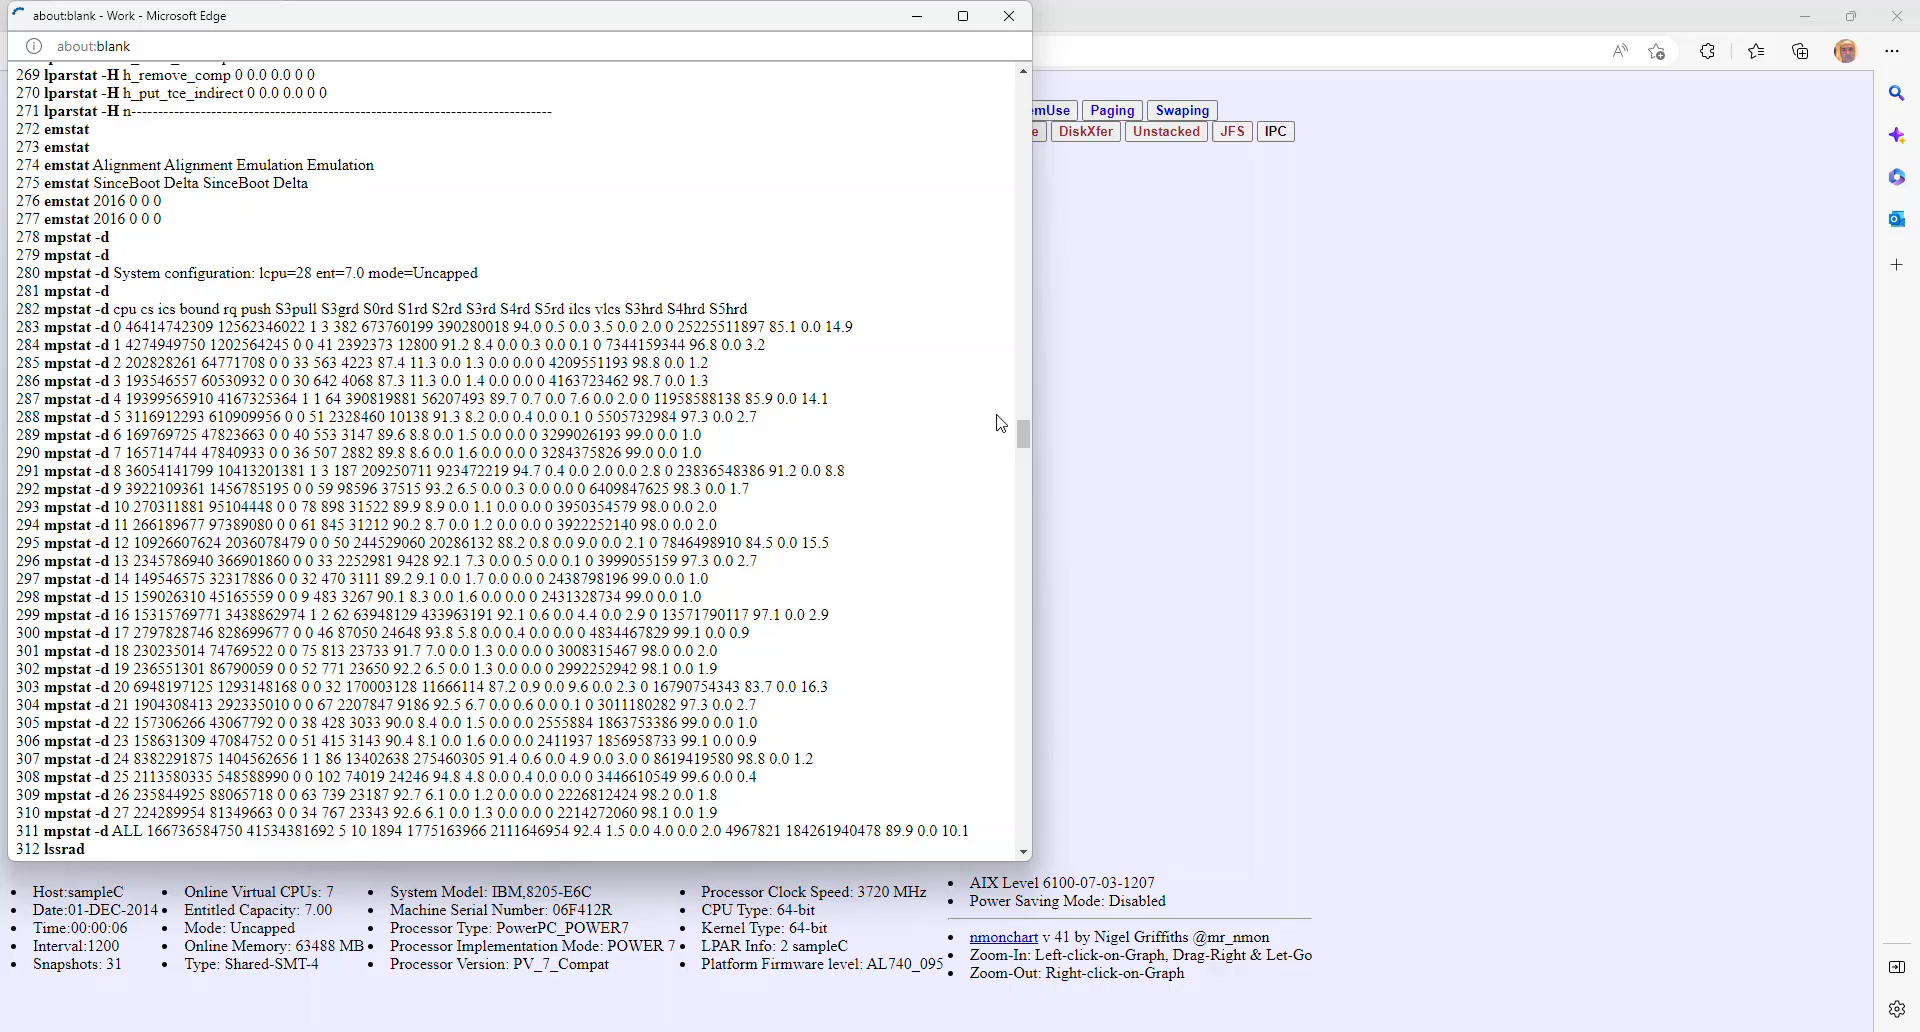 about:blank - Work - Microsoft Edge
about:blank
269 lparstat -H h_remove_comp 0 0.0 0.0 0 0
270 lparstat -H h_put_tce_indirect 0 0.0 0.0 0 0
271 lparstat -H n--------------------------------------------------------------------------------
272 emstat
273 emstat
274 emstat Alignment Alignment Emulation Emulation
275 emstat SinceBoot Delta SinceBoot Delta
276 emstat 2016 0 0 0
277 emstat 2016 0 0 0
278 mpstat -d
279 mpstat -d
280 mpstat -d System configuration: lcpu=28 ent=7.0 mode=Uncapped
281 mpstat -d
282 mpstat -d cpu cs ics bound rq push S3pull S3grd S0rd S1rd S2rd S3rd S4rd S5rd ilcs vlcs S3hrd S4hrd S5hrd
283 mpstat -d 0 46414742309 12562346022 1 3 382 673760199 390280018 94.0 0.5 0.0 3.5 0.0 2.0 0 25225511897 85.1 0.0 14.9
284 mpstat -d 1 4274949750 1202564245 0 0 41 2392373 12800 91.2 8.4 0.0 0.3 0.0 0.1 0 7344159344 96.8 0.0 3.2
285 mpstat -d 2 202828261 64771708 0 0 33 563 4223 87.4 11.3 0.0 1.3 0.0 0.0 0 4209551193 98.8 0.0 1.2
286 mpstat -d 3 193546557 60530932 0 0 30 642 4068 87.3 11.3 0.0 1.4 0.0 0.0 0 4163723462 98.7 0.0 1.3
287 mpstat -d 4 19399565910 4167325364 1 1 64 390819881 56207493 89.7 0.7 0.0 7.6 0.0 2.0 0 11958588138 85.9 0.0 14.1
288 mpstat -d 5 3116912293 610909956 0 0 51 2328460 10138 91.3 8.2 0.0 0.4 0.0 0.1 0 5505732984 97.3 0.0 2.7
289 mpstat -d 6 169769725 47823663 0 0 40 553 3147 89.6 8.8 0.0 1.5 0.0 0.0 0 3299026193 99.0 0.0 1.0
290 mpstat -d 7 165714744 47840933 0 0 36 507 2882 89.8 8.6 0.0 1.6 0.0 0.0 0 3284375826 99.0 0.0 1.0
291 mpstat -d 8 36054141799 10413201381 1 3 187 209250711 923472219 94.7 0.4 0.0 2.0 0.0 2.8 0 23836548386 91.2 0.0 8.8
292 mpstat -d 9 3922109361 1456785195 0 0 59 98596 37515 93.2 6.5 0.0 0.3 0.0 0.0 0 6409847625 98.3 0.0 1.7
293 mpstat -d 10 270311881 95104448 0 0 78 898 31522 89.9 8.9 0.0 1.1 0.0 0.0 0 3950354579 98.0 0.0 2.0
294 mpstat -d 11 266189677 97389080 0 0 61 845 31212 90.2 8.7 0.0 1.2 0.0 0.0 0 3922252140 98.0 0.0 2.0
295 mpstat -d 12 10926607624 2036078479 0 0 50 244529060 20286132 88.2 0.8 0.0 9.0 0.0 2.1 0 7846498910 84.5 0.0 15.5
296 mpstat -d 13 2345786940 366901860 0 0 33 2252981 9428 92.1 7.3 0.0 0.5 0.0 0.1 0 3999055159 97.3 0.0 2.7
297 mpstat -d 14 149546575 32317886 0 0 32 470 3111 89.2 9.1 0.0 1.7 0.0 0.0 0 2438798196 99.0 0.0 1.0
298 mpstat -d 15 159026310 45165559 0 0 9 483 3267 90.1 8.3 0.0 1.6 0.0 0.0 0 2431328734 99.0 0.0 1.0
299 mpstat -d 16 15315769771 3438862974 1 2 62 63948129 433963191 92.1 0.6 0.0 4.4 0.0 2.9 0 13571790117 97.1 0.0 2.9
300 mpstat -d 17 2797828746 828699677 0 0 46 87050 24648 93.8 5.8 0.0 0.4 0.0 0.0 0 4834467829 99.1 0.0 0.9
301 mpstat -d 18 230235014 74769522 0 0 75 813 23733 91.7 7.0 0.0 1.3 0.0 0.0 0 3008315467 98.0 0.0 2.0
302 mpstat -d 19 236551301 86790059 0 0 52 771 23650 92.2 6.5 0.0 1.3 0.0 0.0 0 2992252942 98.1 0.0 1.9
303 mpstat -d 20 6948197125 1293148168 0 0 32 170003128 11666114 87.2 0.9 0.0 9.6 0.0 2.3 0 16790754343 83.7 0.0 16.3
304 mpstat -d 21 1904308413 292335010 0 0 67 2207847 9186 92.5 6.7 0.0 0.6 0.0 0.1 0 3011180282 97.3 0.0 2.7
305 mpstat -d 22 157306266 43067792 0 0 38 428 3033 90.0 8.4 0.0 1.5 0.0 0.0 2555884 1863753386 99.0 0.0 1.0
306 mpstat -d 23 158631309 47084752 0 0 51 415 3143 90.4 8.1 0.0 1.6 0.0 0.0 2411937 1856958733 99.1 0.0 0.9
307 mpstat -d 24 8382291875 1404562656 1 1 86 13402638 275460305 91.4 0.6 0.0 4.9 0.0 3.0 0 8619419580 98.8 0.0 1.2
308 mpstat -d 25 2113580335 548588990 0 0 102 74019 24246 94.8 4.8 0.0 0.4 0.0 0.0 0 3446610549 99.6 0.0 0.4
309 mpstat -d 26 235844925 88065718 0 0 63 739 23187 92.7 6.1 0.0 1.2 0.0 0.0 0 2226812424 98.2 0.0 1.8
310 mpstat -d 27 224289954 81349663 0 0 34 767 23343 92.6 6.1 0.0 1.3 0.0 0.0 0 2214272060 98.1 0.0 1.9
311 mpstat -d ALL 166736584750 41534381692 5 10 1894 1775163966 2111646954 92.4 1.5 0.0 4.0 0.0 2.0 4967821 184261940478 89.9 0.0 10.1
312 lssrad
emUse Paging Swaping
e DiskXfer Unstacked JFS IPC
Host:sampleC
Date:01-DEC-2014
Time:00:00:06
Interval:1200
Snapshots: 31
Online Virtual CPUs: 7
Entitled Capacity: 7.00
Mode: Uncapped
Online Memory: 63488 MB
Type: Shared-SMT-4
System Model: IBM,8205-E6C
Machine Serial Number: 06F412R
Processor Type: PowerPC_POWER7
Processor Implementation Mode: POWER 7
Processor Version: PV_7_Compat
Processor Clock Speed: 3720 MHz
CPU Type: 64-bit
Kernel Type: 64-bit
LPAR Info: 2 sampleC
Platform Firmware level: AL740_095
AIX Level 6100-07-03-1207
Power Saving Mode: Disabled
nmonchart v 41 by Nigel Griffiths @mr_nmon
Zoom-In: Left-click-on-Graph, Drag-Right & Let-Go
Zoom-Out: Right-click-on-Graph